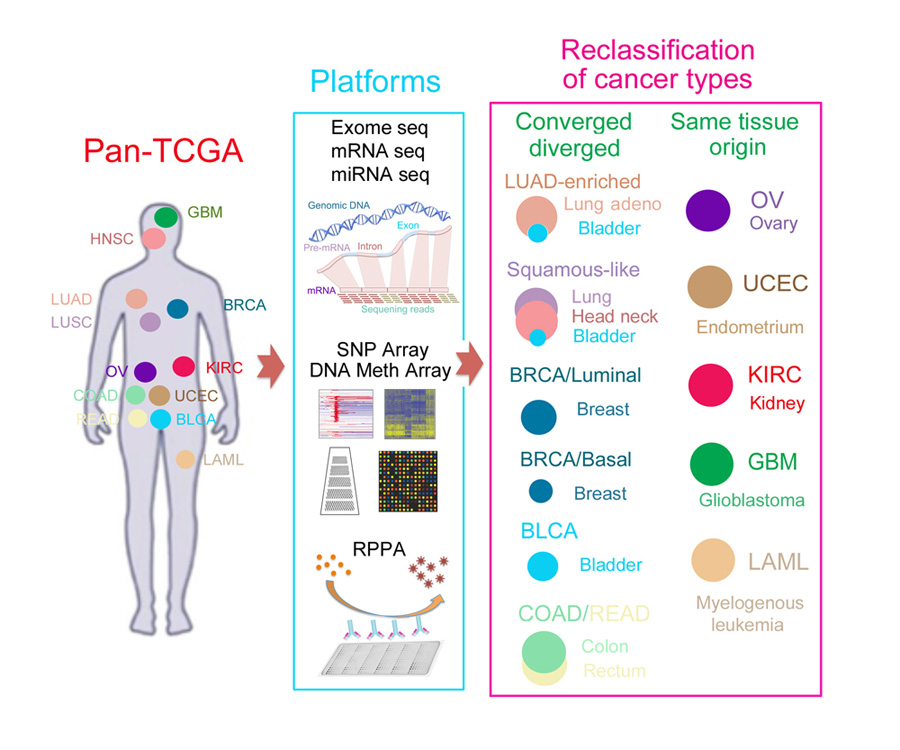 Reclassification
of cancer types
Platforms
Pan-TCGA
GBM
HNSC
LUAD
LUSC
BRCA
OV
KIRC
COAD
UCEC
READ
BLCA
LAML
Exome seq
mRNA seq
miRNA seq
Genomic DNA
Exon
Pre-mRNA
Intron
mRNA
Sequencing reads
SNP Array
DNA Meth Array
RPPA
Converged
diverged
LUAD-enriched
Lung adeno
Bladder
Squamous-like
Lung
Head neck
Bladder
BRCA/Luminal
Breast
BRCA/Basal
Breast
BLCA
Bladder
COAD/READ
Colon
Rectum
Same tissue
origin
OV
Ovary
UCEC
Endometrium
KIRC
Kidney
GBM
Glioblastoma
LAML
Myelogenous
leukemia